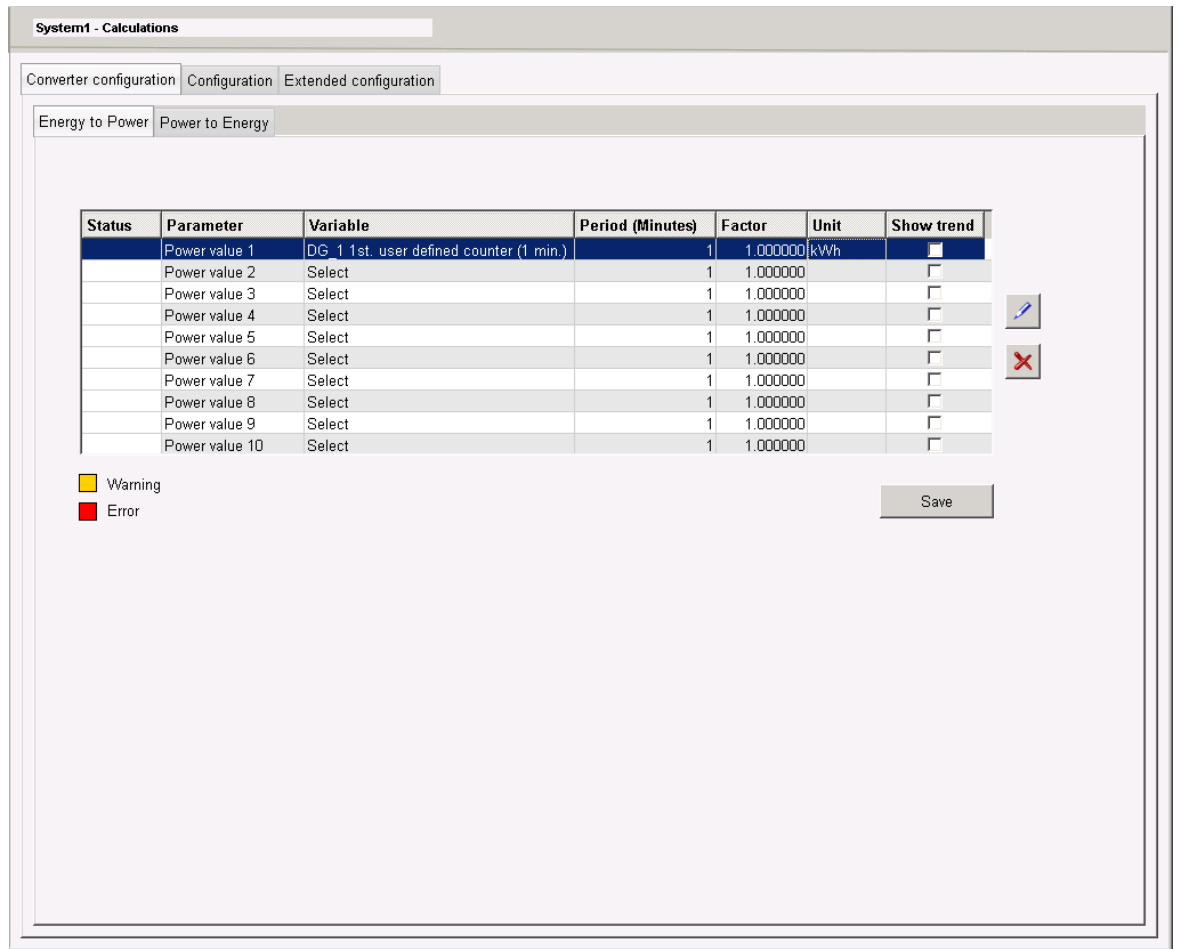 System1 - Calculations
Converter configuration Configuration Extended configuration
Energy to Power Power to Energy
Status Parameter Variable Period (Minutes) Factor Unit Show trend
Power value 1 DG_1 1st. user defined counter (1 min.) 1 1.000000 kWh
Power value 2 Select 1 1.000000
Power value 3 Select 1 1.000000
Power value 4 Select 1 1.000000
Power value 5 Select 1 1.000000
Power value 6 Select 1 1.000000
Power value 7 Select 1 1.000000
Power value 8 Select 1 1.000000
Power value 9 Select 1 1.000000
Power value 10 Select 1 1.000000
Warning
Save
Error